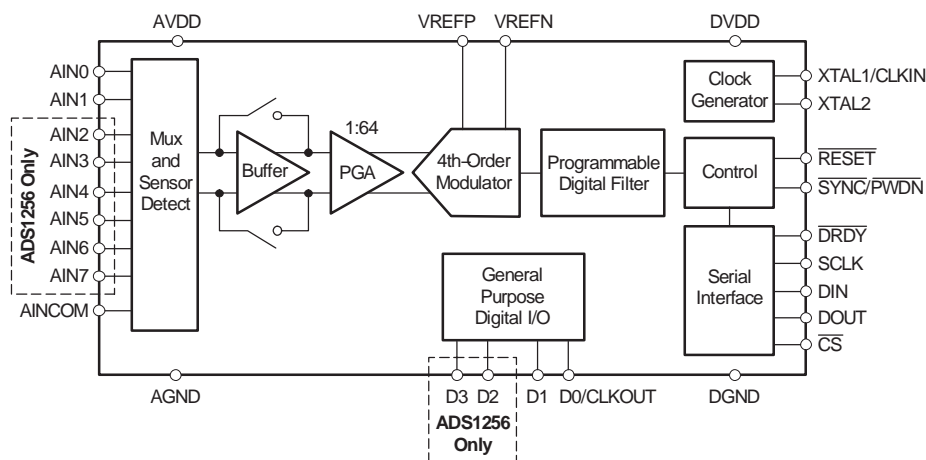 AVDD
VREFP
VREFN
DVDD
AIN0
AIN1
AIN2
AIN3
AIN4
AIN5
AIN6
AIN7
AINCOM
ADS1256 Only
Mux
and
Sensor
Detect
Buffer
1:64
PGA
4th-Order
Modulator
Programmable
Digital Filter
Clock
Generator
Control
Serial
Interface
General
Purpose
Digital I/O
XTAL1/CLKIN
XTAL2
RESET
SYNC/PWDN
DRDY
SCLK
DIN
DOUT
CS
AGND
D3 D2
D1 D0/CLKOUT
DGND
ADS1256
Only